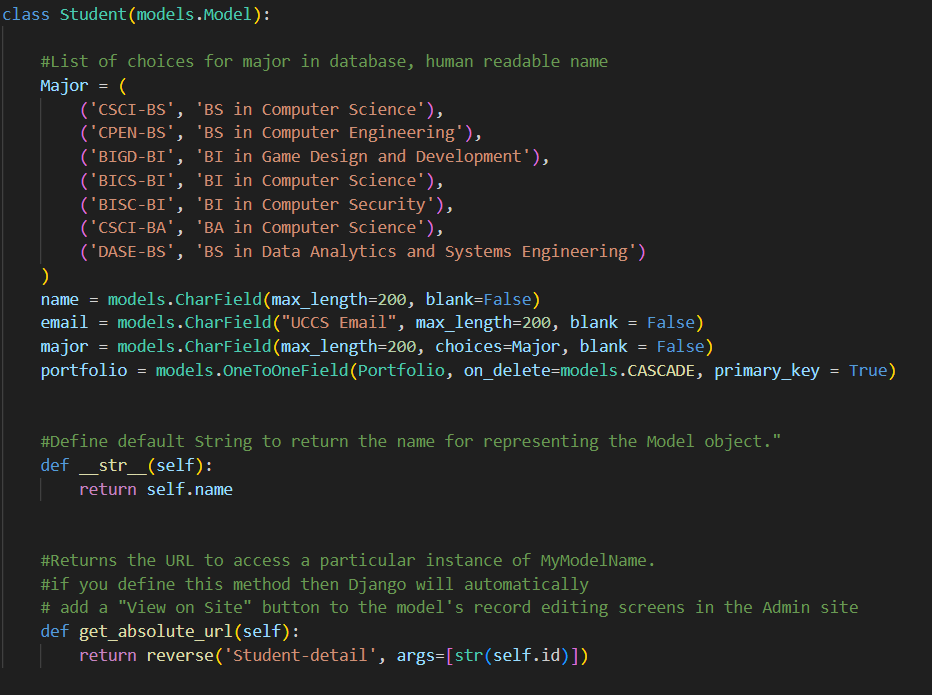 class Student(models.Model):
#List of choices for major in database, human readable name
Major = (
('CSCI-BS', 'BS in Computer Science'),
('CPEN-BS', 'BS in Computer Engineering'),
('BIGD-BI', 'BI in Game Design and Development'),
('BICS-BI', 'BI in Computer Science'),
('BISC-BI', 'BI in Computer Security'),
('CSCI-BA', 'BA in Computer Science'),
('DASE-BS', 'BS in Data Analytics and Systems Engineering')
)
name = models.CharField(max_length=200, blank=False)
email = models.CharField("UCCS Email", max_length=200, blank = False)
major = models.CharField(max_length=200, choices=Major, blank = False)
portfolio = models.OneToOneField(Portfolio, on_delete=models.CASCADE, primary_key = True)
#Define default String to return the name for representing the Model object."
def __str__(self):
return self.name
#Returns the URL to access a particular instance of MyModelName.
#if you define this method then Django will automatically
# add a "View on Site" button to the model's record editing screens in the Admin site
def get_absolute_url(self):
return reverse('Student-detail', args=[str(self.id)])